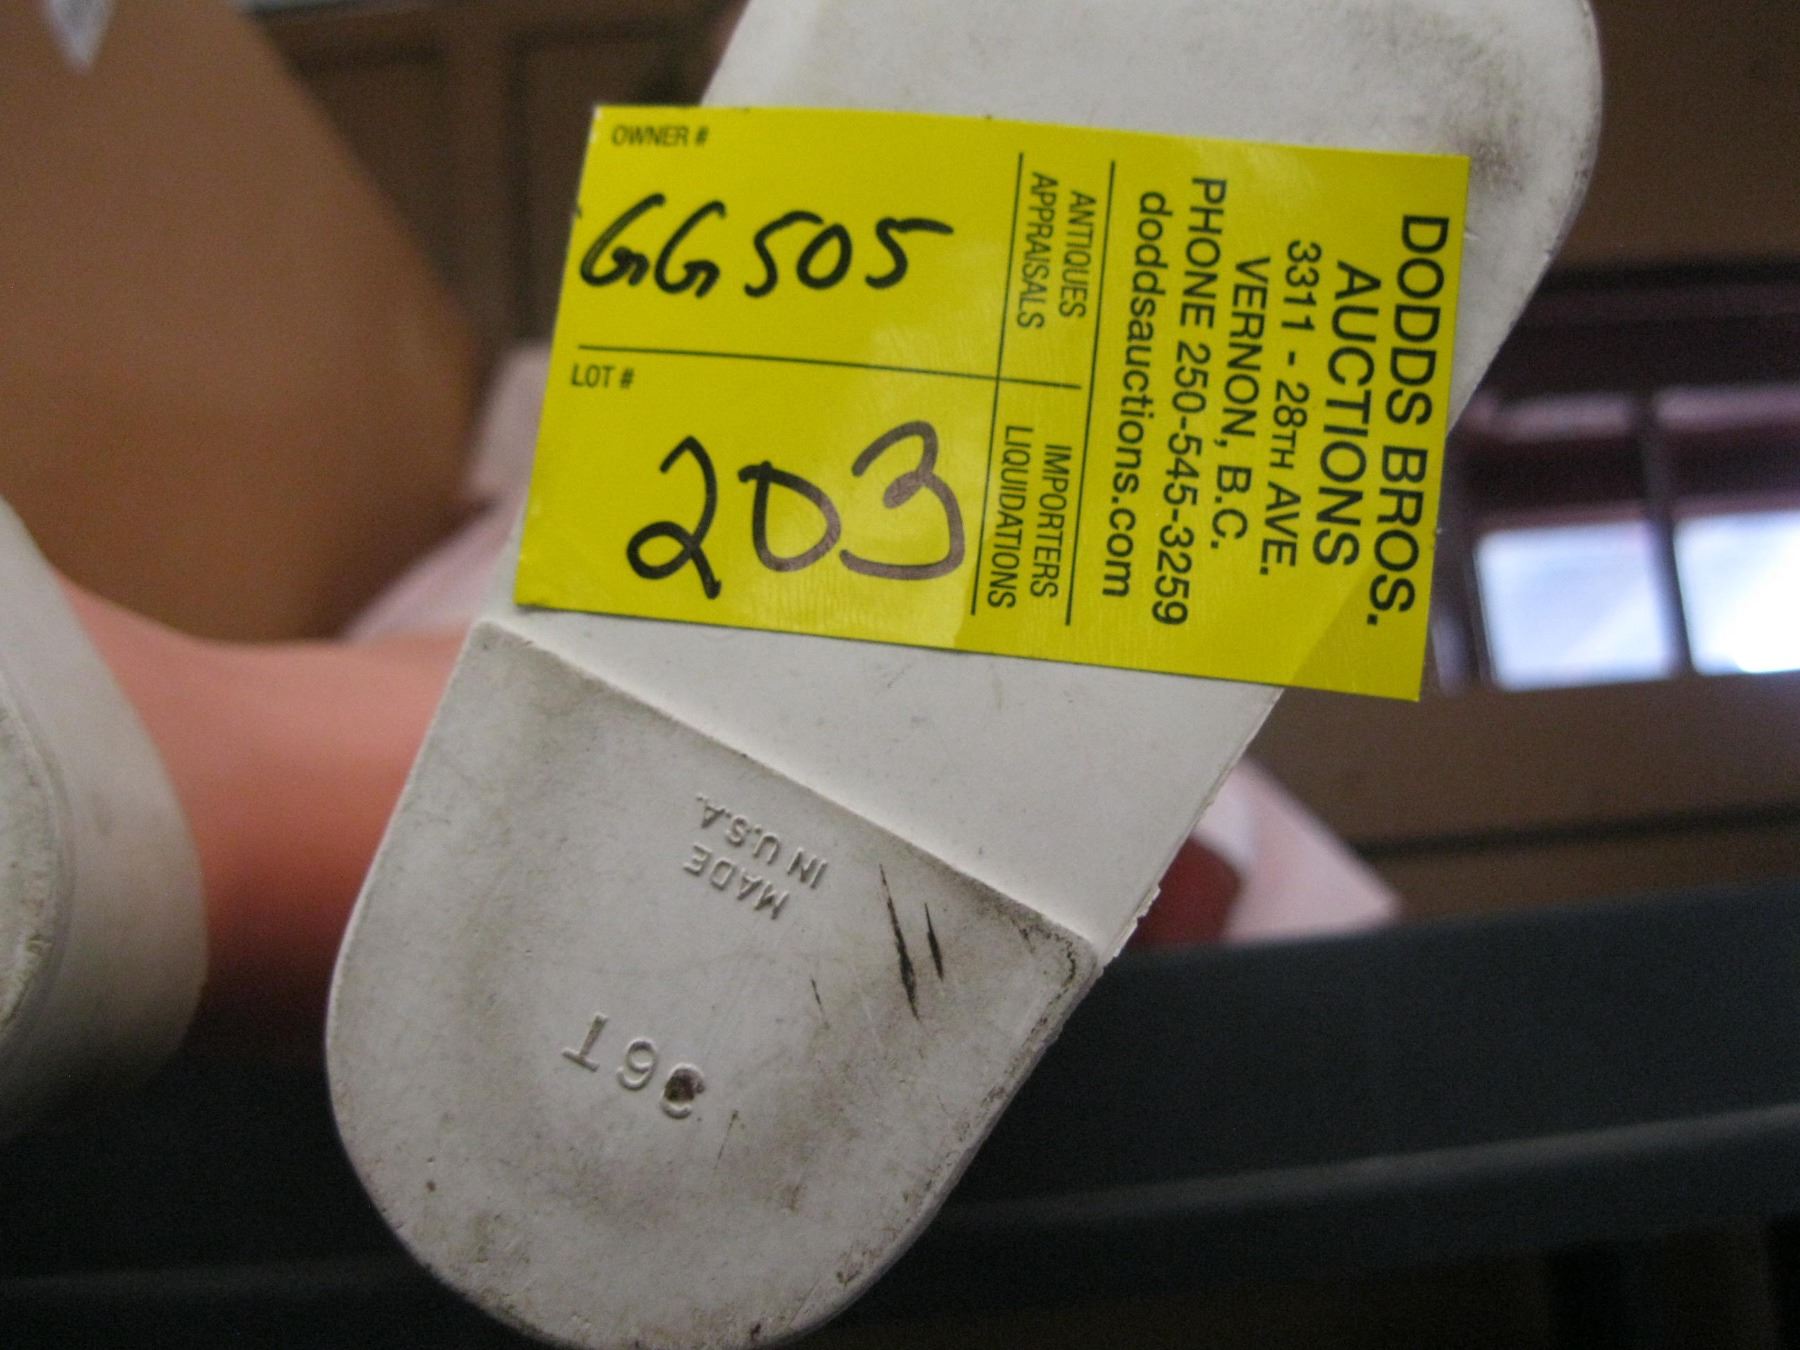 DODDS BROS.
AUCTIONS
3311 - 28TH AVE.
VERNON, B.C.
PHONE 250-545-3259
doddsauctions.com
ANTIQUES
APPRAISALS
IMPORTERS
LIQUIDATIONS
OWNER #
GG505
LOT #
203
MADE
IN U.S.A.
36T